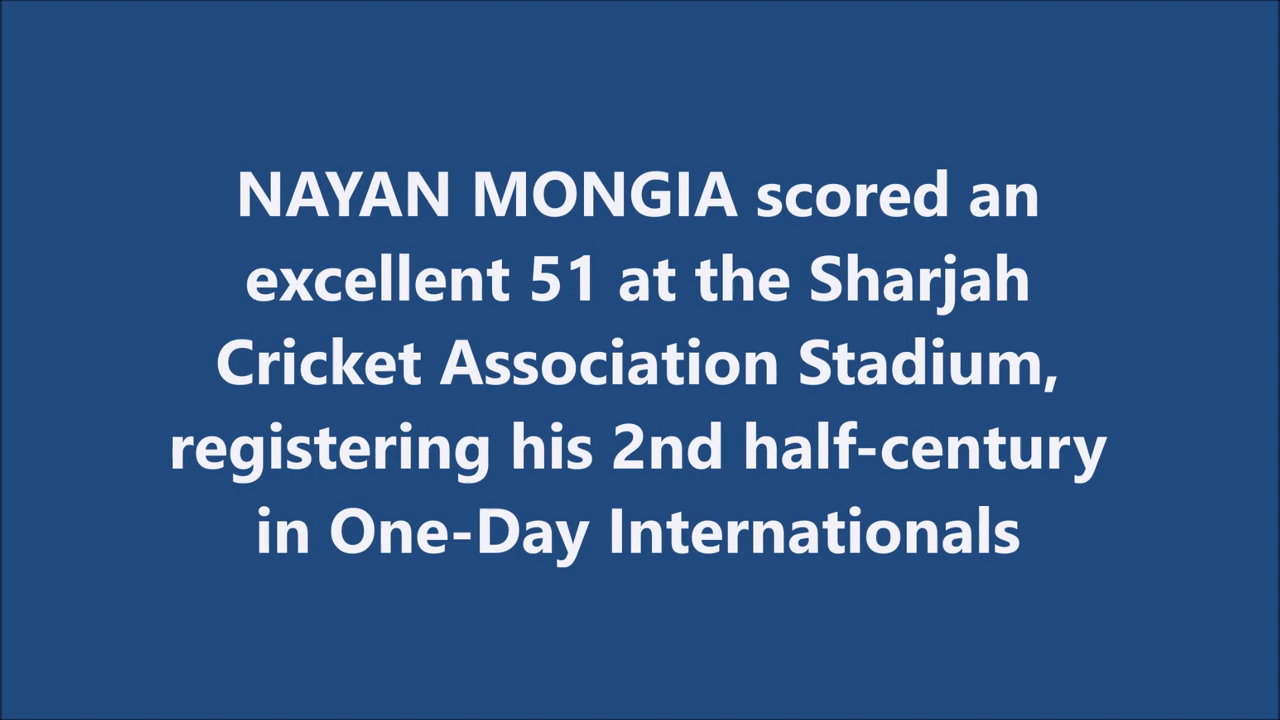 NAYAN MONGIA scored an
excellent 51 at the Sharjah
Cricket Association Stadium,
registering his 2nd half-century
in One-Day Internationals